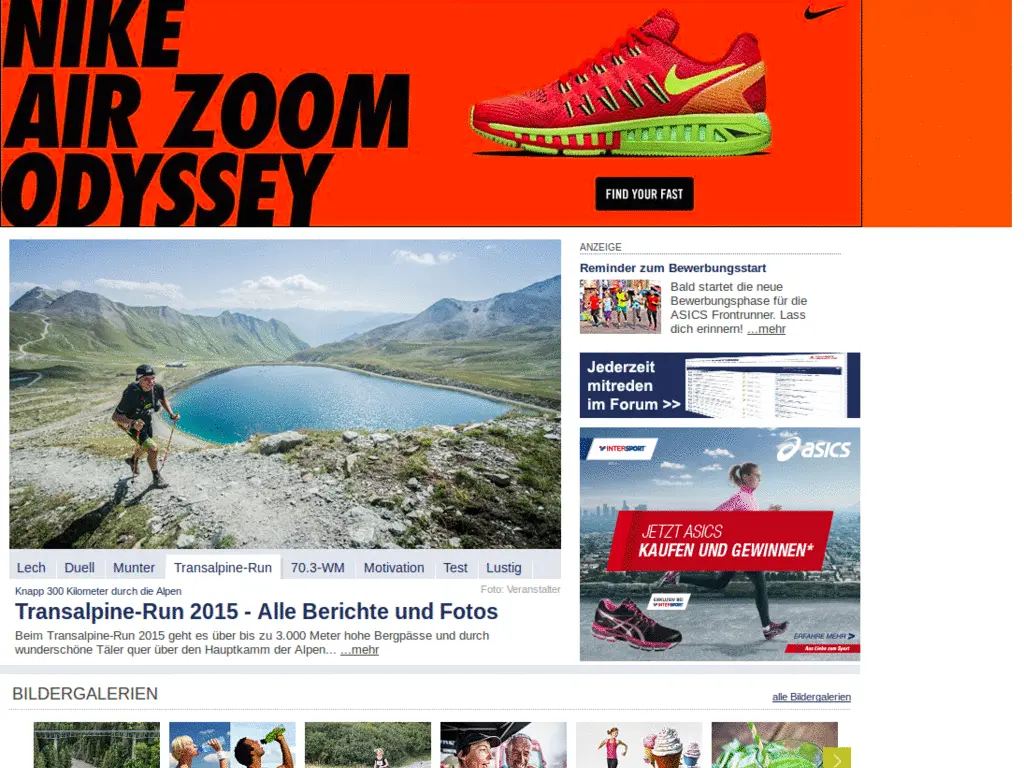 NIKE
AIR ZOOM
ODYSSEY
FIND YOUR FAST
ANZEIGE
Reminder zum Bewerbungsstart
Bald startet die neue
Bewerbungsphase für die
ASICS Frontrunner. Lass
dich erinnern! ...mehr
Jederzeit
mitreden
im Forum >>
INTERSPORT
asics
JETZT ASICS
KAUFEN UND GEWINNEN*
EXKLUSIV BEI
INTERSPORT
ERFAHRE MEHR >
Aus Liebe zum Sport
Lech Duell Munter Transalpine-Run 70.3-WM Motivation Test Lustig
Knapp 300 Kilometer durch die Alpen
Foto: Veranstalter
Transalpine-Run 2015 - Alle Berichte und Fotos
Beim Transalpine-Run 2015 geht es über bis zu 3.000 Meter hohe Bergpässe und durch
wunderschöne Täler quer über den Hauptkamm der Alpen... ...mehr
BILDERGALERIEN
alle Bildergalerien